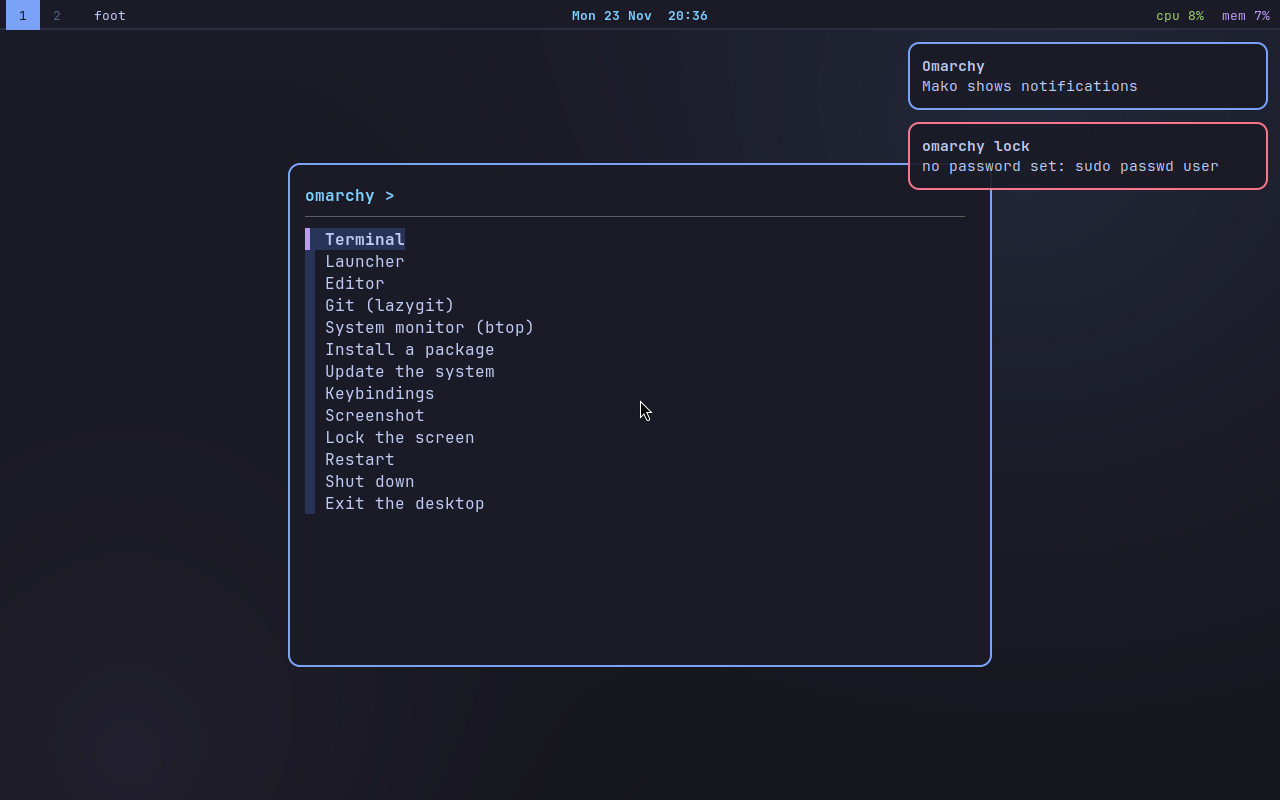 1 2 foot Mon 23 Nov 20:36 cpu 8% mem 7%
Omarchy
Mako shows notifications
omarchy lock
no password set: sudo passwd user
omarchy >
Terminal
Launcher
Editor
Git (lazygit)
System monitor (btop)
Install a package
Update the system
Keybindings
Screenshot
Lock the screen
Restart
Shut down
Exit the desktop